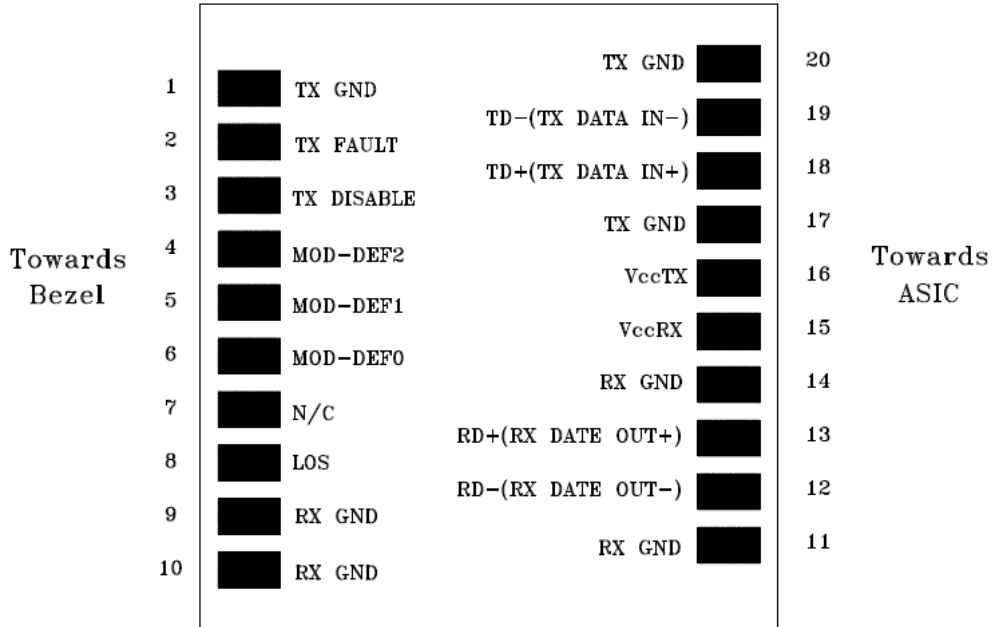 Towards
Bezel
1 TX GND
2 TX FAULT
3 TX DISABLE
4 MOD-DEF2
5 MOD-DEF1
6 MOD-DEF0
7 N/C
8 LOS
9 RX GND
10 RX GND
TX GND 20
TD-(TX DATA IN-) 19
TD+(TX DATA IN+) 18
TX GND 17
VccTX 16
VccRX 15
RX GND 14
RD+(RX DATE OUT+) 13
RD-(RX DATE OUT-) 12
RX GND 11
Towards
ASIC